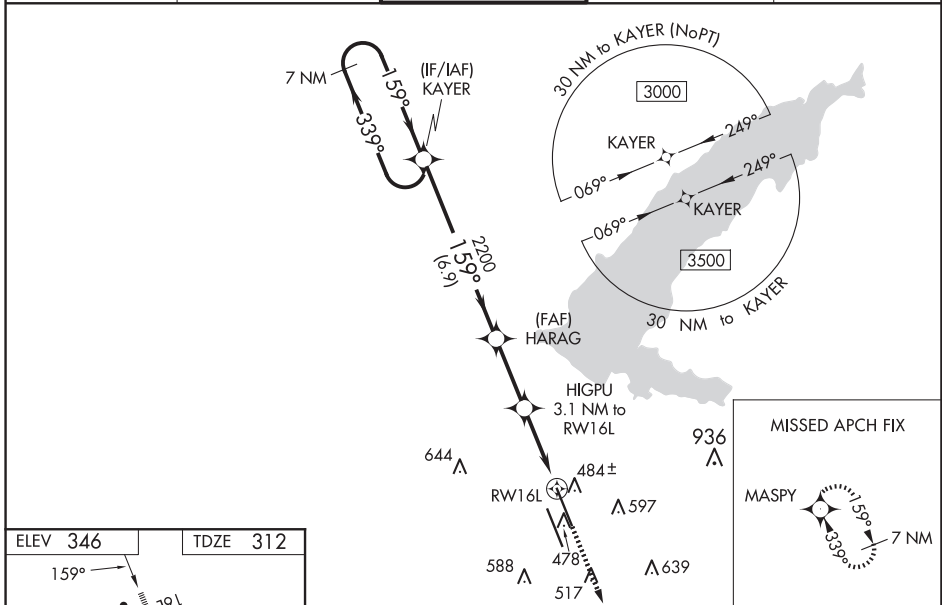 30 NM to KAYER (NoPT)
7 NM
159°
339°
(IF/IAF)
KAYER
3000
KAYER
249°
069°
249°
KAYER
069°
3500
30 NM to KAYER
2200
159°
(6.9)
(FAF)
HARAG
HIGPU
3.1 NM to
RW16L
936
MISSED APCH FIX
644
484±
RW16L
597
MASPY
159°
339°
7 NM
478
588
517
639
ELEV 346
TDZE 312
159°
16L